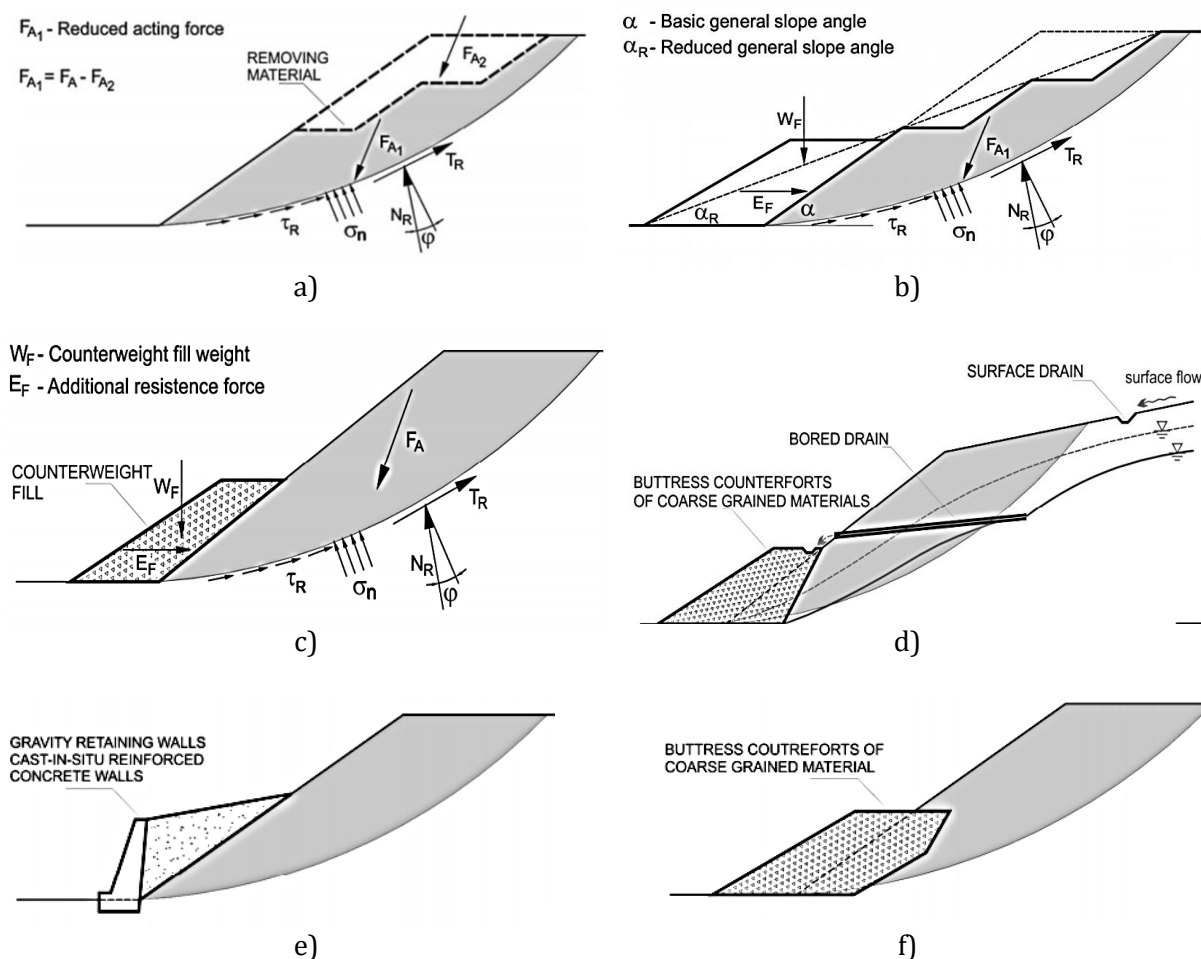 F_A1 - Reduced acting force
F_A1 = F_A - F_A2
REMOVING
MATERIAL
F_A2
F_A1
T_R
τ_R
σ_n
N_R
φ
a)
α - Basic general slope angle
α_R - Reduced general slope angle
W_F
E_F
α_R
α
F_A1
T_R
τ_R
σ_n
N_R
φ
b)
W_F - Counterweight fill weight
E_F - Additional resistence force
COUNTERWEIGHT
FILL
W_F
E_F
F_A
T_R
τ_R
σ_n
N_R
φ
c)
SURFACE DRAIN
surface flow
BORED DRAIN
BUTTRESS COUNTERFORTS
OF COARSE GRAINED MATERIALS
d)
GRAVITY RETAINING WALLS
CAST-IN-SITU REINFORCED
CONCRETE WALLS
e)
BUTTRESS COUTREFORTS OF
COARSE GRAINED MATERIAL
f)